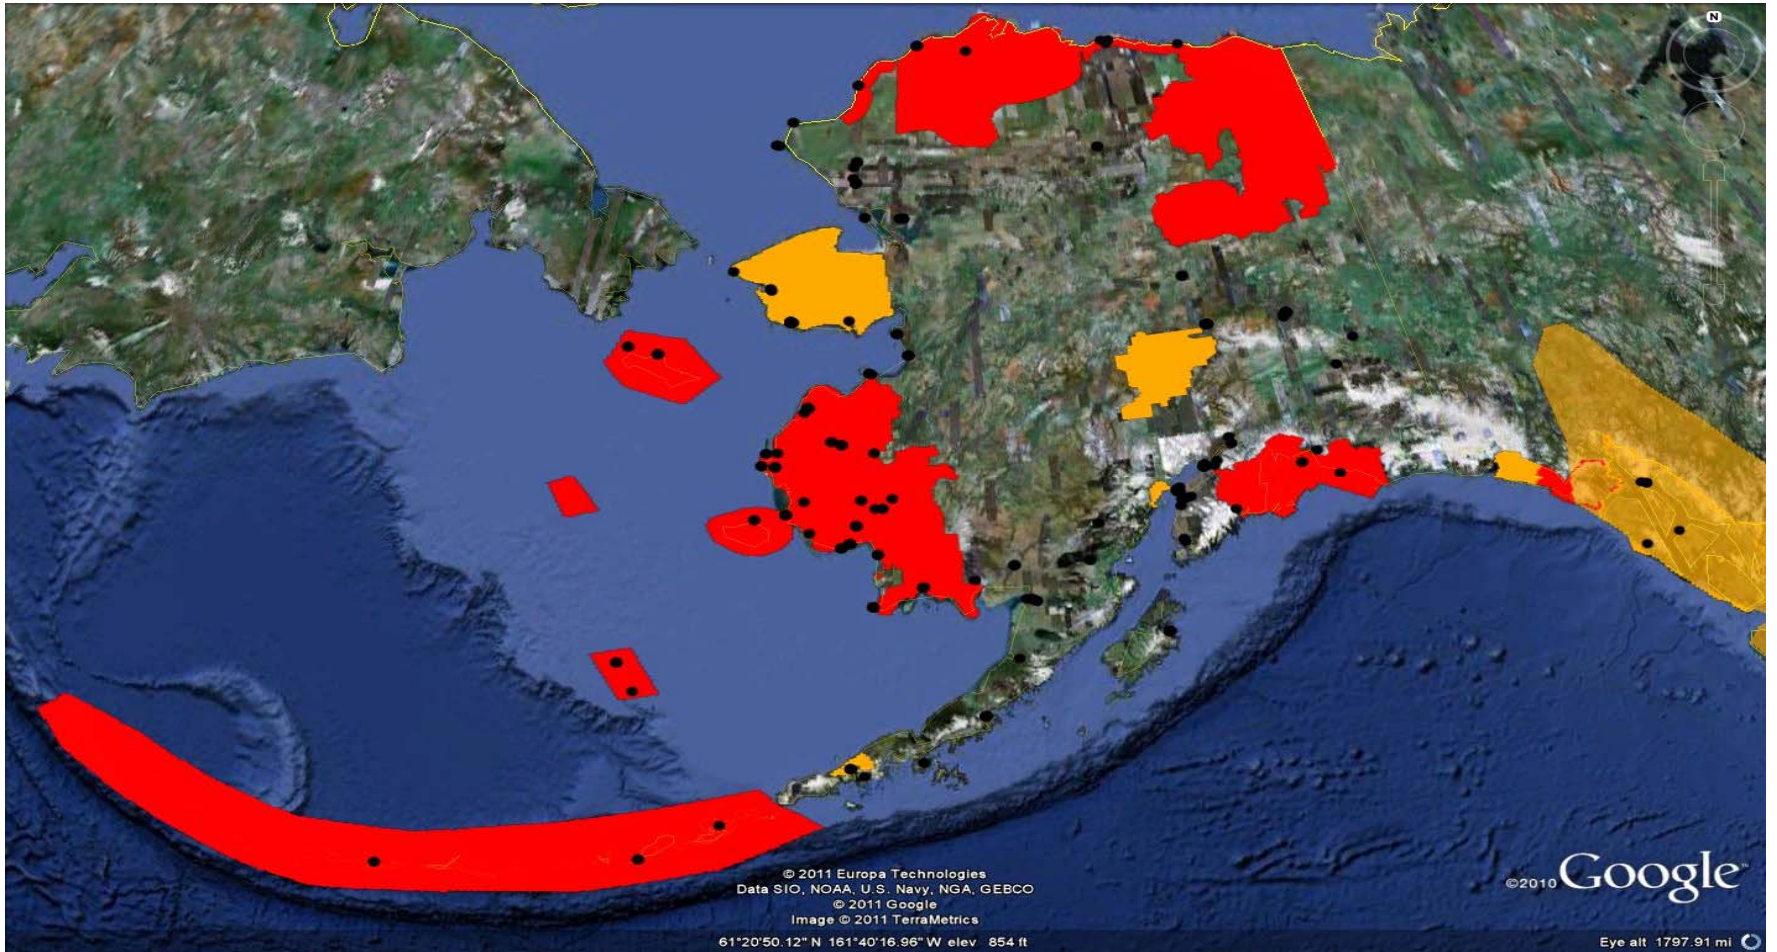 N
© 2011 Europa Technologies
Data SIO, NOAA, U.S. Navy, NGA, GEBCO
© 2011 Google
Image © 2011 TerraMetrics
©2010 Google™
61°20'50.12" N 161°40'16.96" W elev 854 ft
Eye alt 1797.91 mi